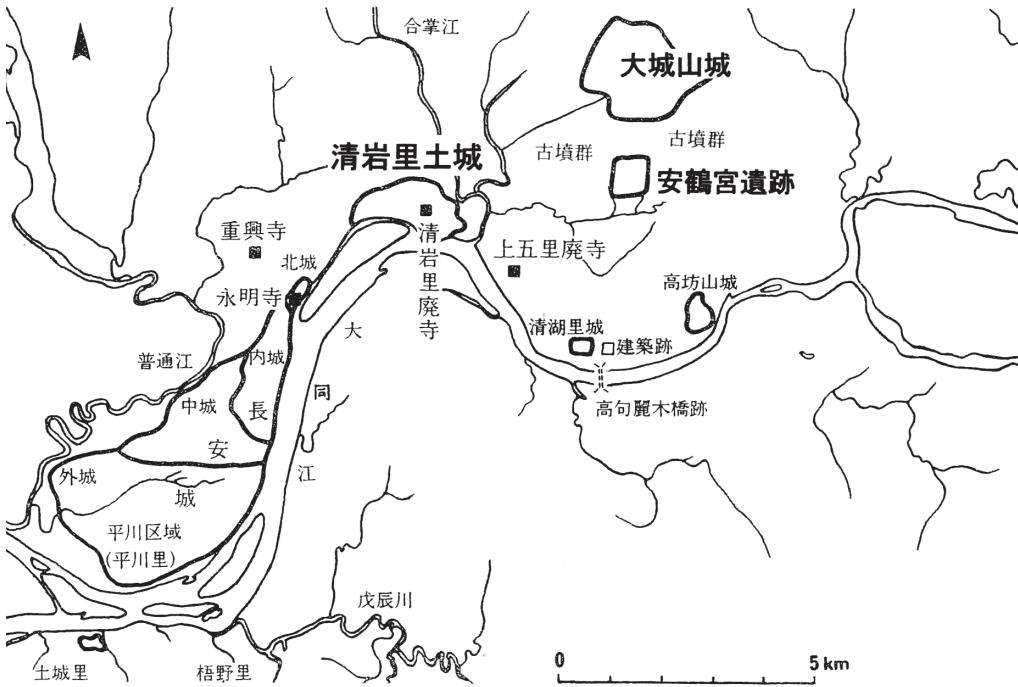 合掌江
大城山城
古墳群
古墳群
清岩里土城
安鶴宮遺跡
重興寺
清岩里廃寺
上五里廃寺
北城
永明寺
高坊山城
清湖里城
建築跡
高句麗木橋跡
普通江
内城
中城
外城
長安城
大同江
平川区域
(平川里)
戊辰川
土城里
梧野里
0
5km